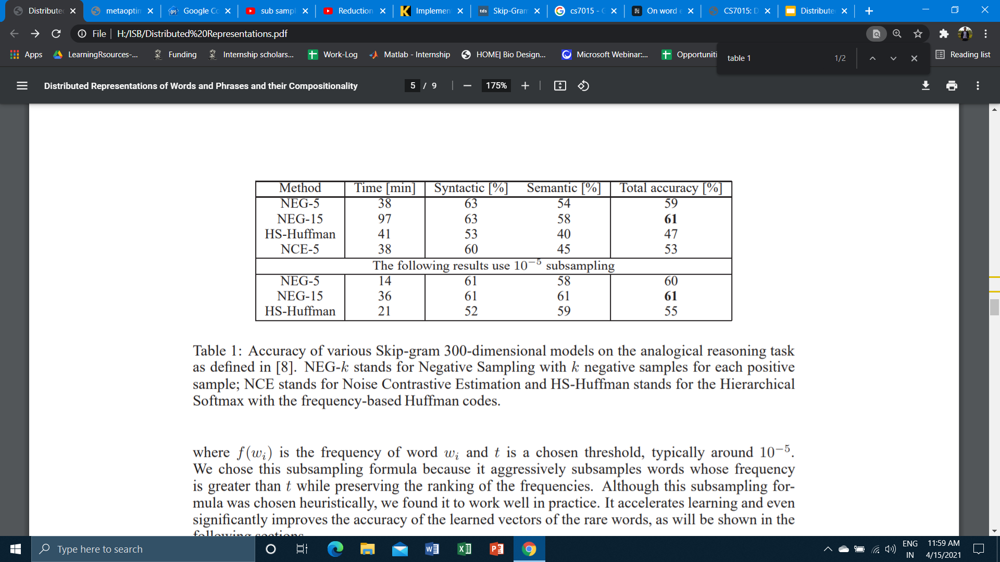 Distribute
metaoptim
Google Co
sub sampl
Reduction
Implemen
tds Skip-Gram
cs7015 - G
On word e
CS7015: D
Distribute
File
H:/ISB/Distributed%20Representations.pdf
Apps
LearningRsources-...
Funding
Internship scholars...
Work-Log
Matlab - Internship
HOME| Bio Design...
Microsoft Webinar:...
Opportuniti
table 1 1/2
Reading list
Distributed Representations of Words and Phrases and their Compositionality
5 / 9
175%
Method Time [min] Syntactic [%] Semantic [%] Total accuracy [%]
NEG-5 38 63 54 59
NEG-15 97 63 58 61
HS-Huffman 41 53 40 47
NCE-5 38 60 45 53
The following results use 10⁻⁵ subsampling
NEG-5 14 61 58 60
NEG-15 36 61 61 61
HS-Huffman 21 52 59 55
Table 1: Accuracy of various Skip-gram 300-dimensional models on the analogical reasoning task
as defined in [8]. NEG-k stands for Negative Sampling with k negative samples for each positive
sample; NCE stands for Noise Contrastive Estimation and HS-Huffman stands for the Hierarchical
Softmax with the frequency-based Huffman codes.
where f(wᵢ) is the frequency of word wᵢ and t is a chosen threshold, typically around 10⁻⁵.
We chose this subsampling formula because it aggressively subsamples words whose frequency
is greater than t while preserving the ranking of the frequencies. Although this subsampling for-
mula was chosen heuristically, we found it to work well in practice. It accelerates learning and even
significantly improves the accuracy of the learned vectors of the rare words, as will be shown in the
following sections.
Type here to search
ENG
IN
11:59 AM
4/15/2021